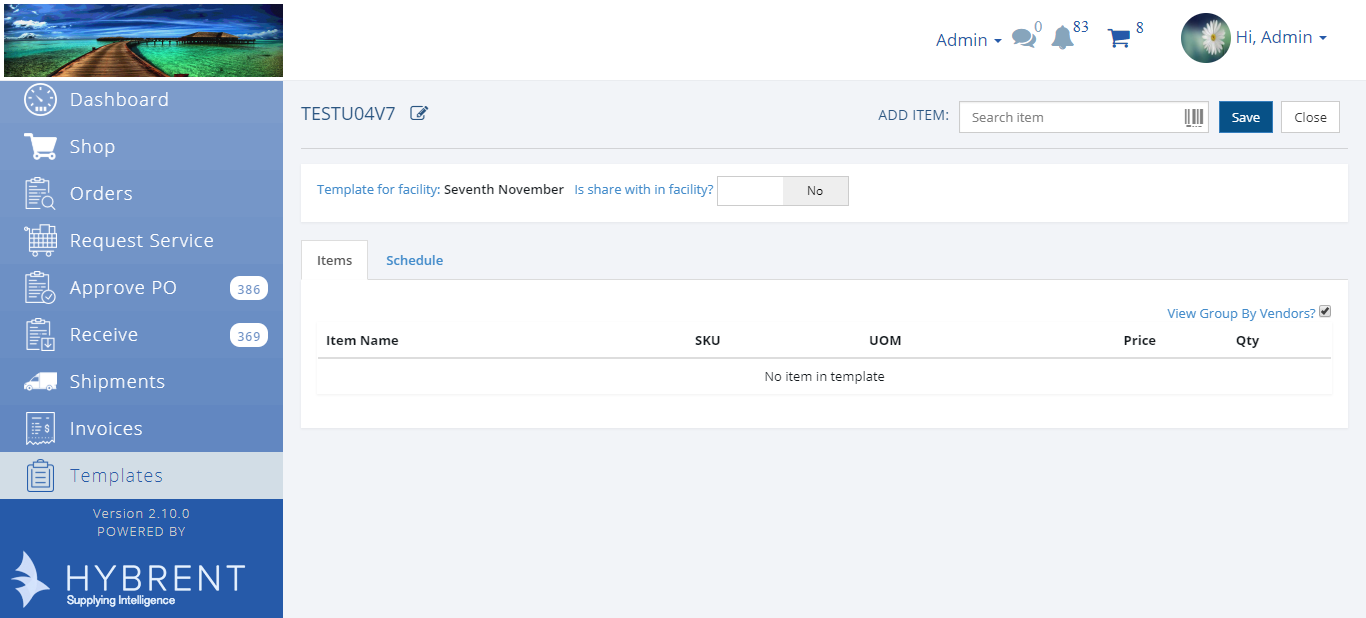 Admin 0 83 8 Hi, Admin
Dashboard
Shop
Orders
Request Service
Approve PO 386
Receive 369
Shipments
Invoices
Templates
Version 2.10.0
POWERED BY
HYBRENT
Supplying Intelligence
TESTU04V7 ADD ITEM: Search item Save Close
Template for facility: Seventh November Is share with in facility? No
Items Schedule
View Group By Vendors?
Item Name SKU UOM Price Qty
No item in template